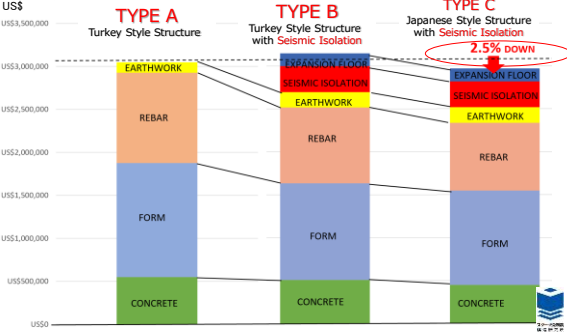 US$
TYPE A
Turkey Style Structure
TYPE B
Turkey Style Structure
with Seismic Isolation
TYPE C
Japanese Style Structure
with Seismic Isolation
2.5% DOWN
US$3,500,000
US$3,000,000
US$2,500,000
US$2,000,000
US$1,500,000
US$1,000,000
US$500,000
US$0
EARTHWORK
REBAR
FORM
CONCRETE
EXPANSION FLOOR
SEISMIC ISOLATION
EARTHWORK
REBAR
FORM
CONCRETE
EXPANSION FLOOR
SEISMIC ISOLATION
EARTHWORK
REBAR
FORM
CONCRETE